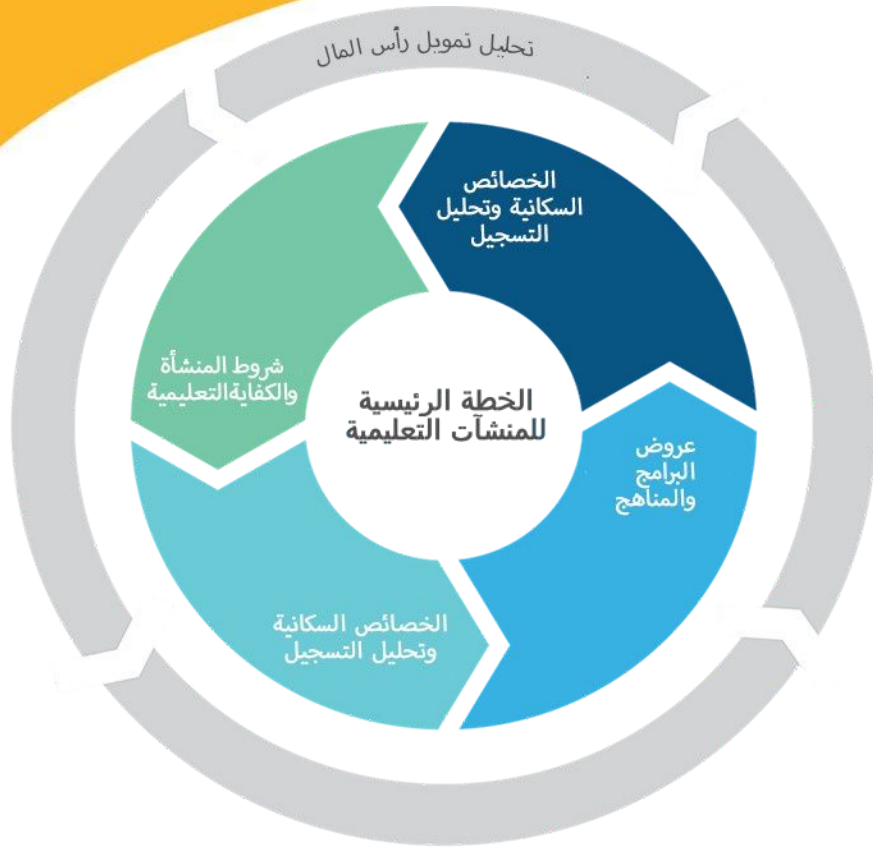 تحليل تمويل رأس المال
الخصائص
السكانية وتحليل
التسجيل
شروط المنشأة
والكفايةالتعليمية
الخطة الرئيسية
للمنشآت التعليمية
عروض
البرامج
والمناهج
الخصائص السكانية
وتحليل التسجيل